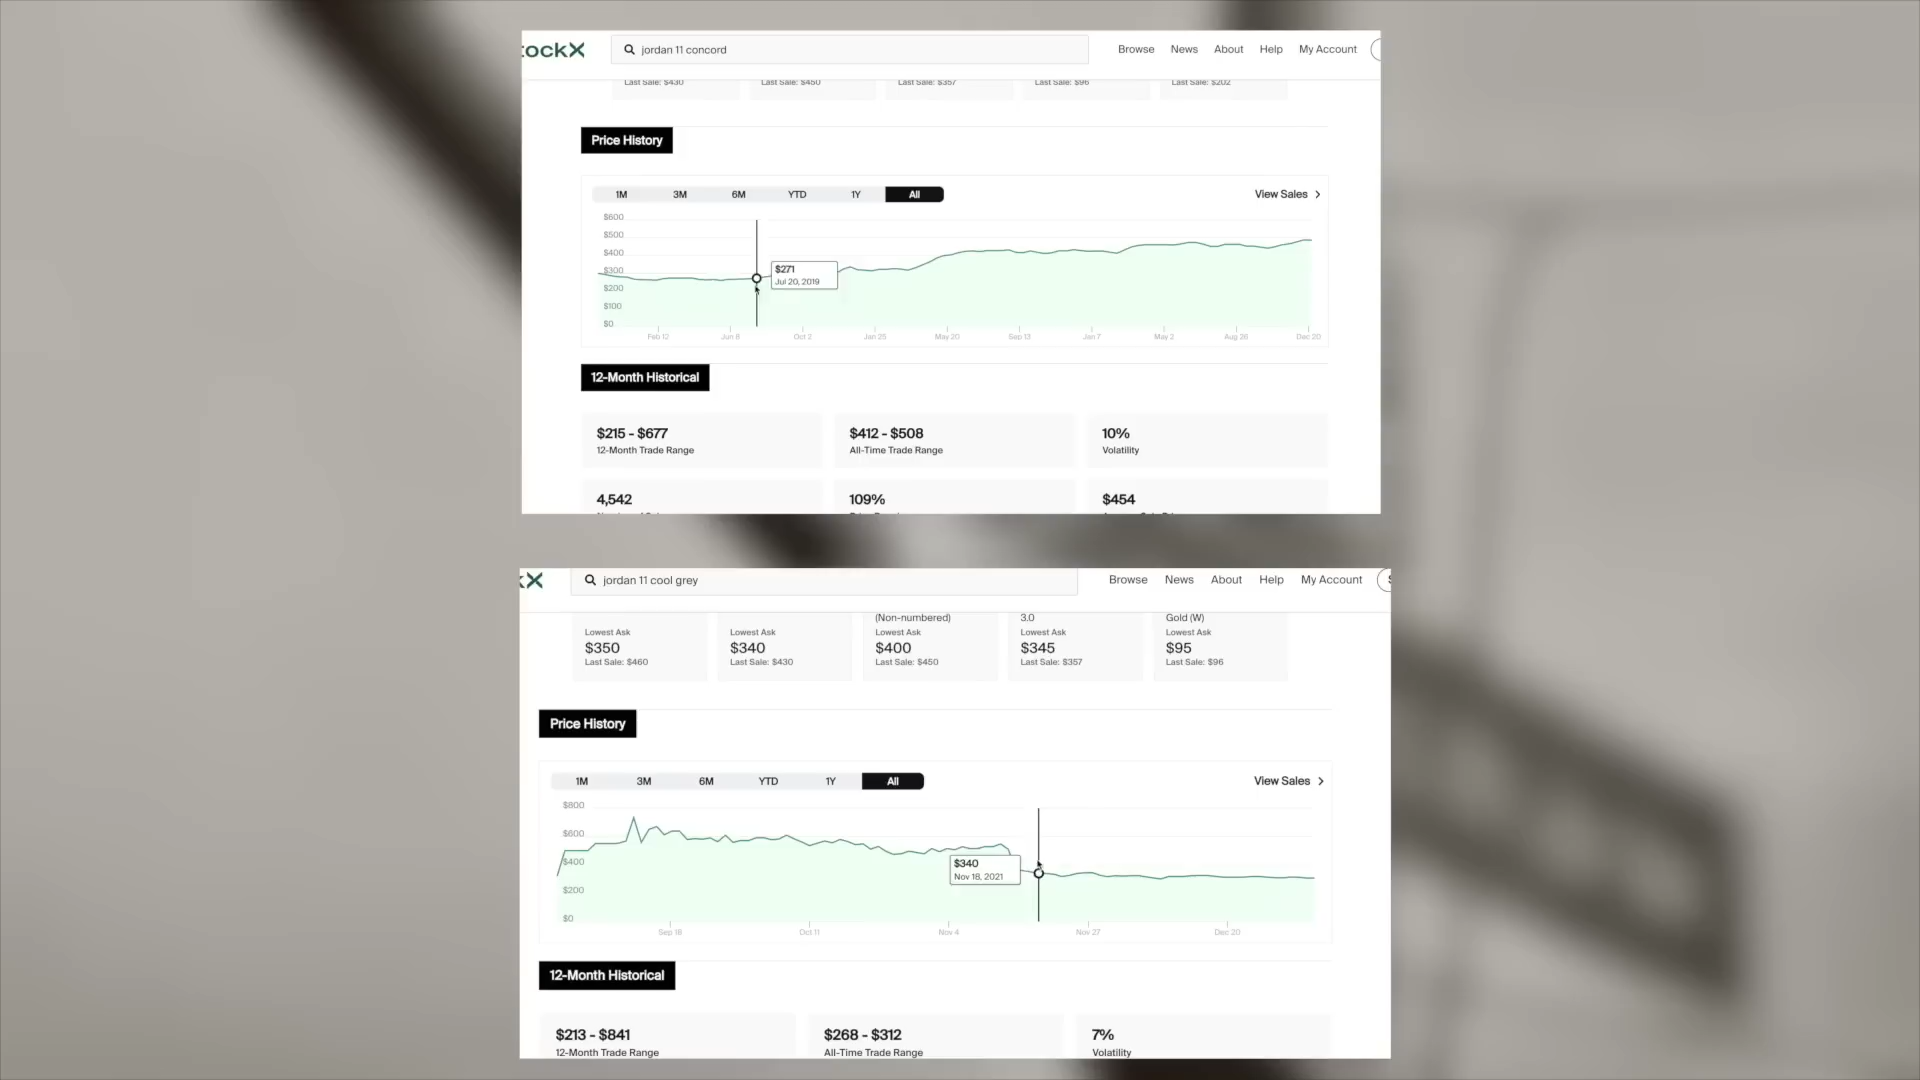 tockX
jordan 11 concord
Browse News About Help My Account
Last Sale: $430 Last Sale: $450 Last Sale: $357 Last Sale: $96 Last Sale: $202
Price History
1M 3M 6M YTD 1Y All
View Sales
$600
$500
$400
$300
$200
$100
$0
$271
Jul 20, 2019
Feb 12 Jun 8 Oct 2 Jan 25 May 20 Sep 13 Jan 7 May 2 Aug 26 Dec 20
12-Month Historical
$215 - $677
12-Month Trade Range
$412 - $508
All-Time Trade Range
10%
Volatility
4,542
109%
$454
kX
jordan 11 cool grey
Browse News About Help My Account
(Non-numbered) 3.0 Gold (W)
Lowest Ask Lowest Ask Lowest Ask Lowest Ask Lowest Ask
$350 $340 $400 $345 $95
Last Sale: $460 Last Sale: $430 Last Sale: $450 Last Sale: $357 Last Sale: $96
Price History
1M 3M 6M YTD 1Y All
View Sales
$800
$600
$400
$200
$0
$340
Nov 18, 2021
Sep 18 Oct 11 Nov 4 Nov 27 Dec 20
12-Month Historical
$213 - $841
12-Month Trade Range
$268 - $312
All-Time Trade Range
7%
Volatility